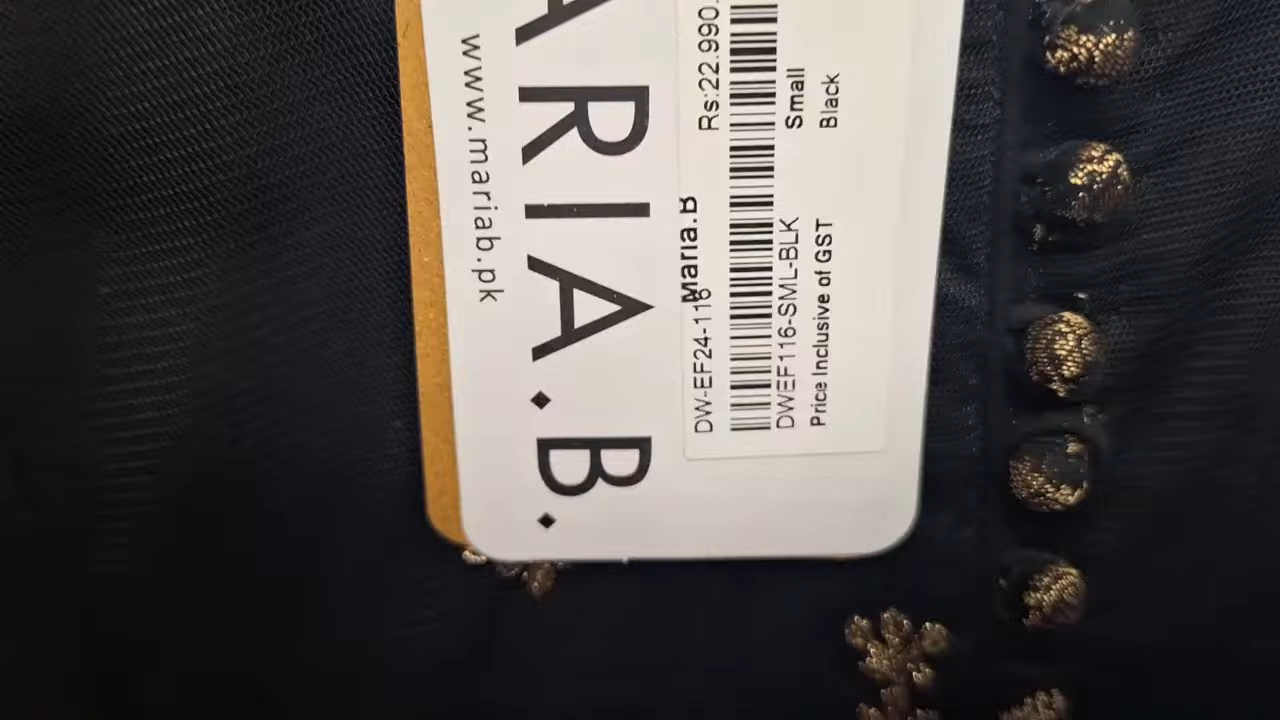 ARIA.B.
www.mariab.pk
Maria.B
DW-EF24-116 Rs:22.990.
DWEF116-SML-BLK Small
Price Inclusive of GST Black